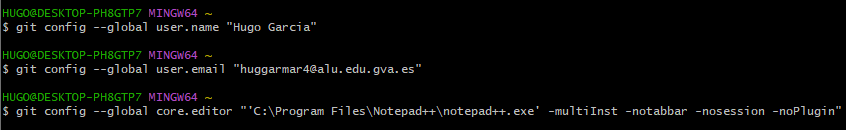 HUGO@DESKTOP-PH8GTP7 MINGW64 ~
$ git config --global user.name "Hugo Garcia"
HUGO@DESKTOP-PH8GTP7 MINGW64 ~
$ git config --global user.email "huggarmar4@alu.edu.gva.es"
HUGO@DESKTOP-PH8GTP7 MINGW64 ~
$ git config --global core.editor "'C:\Program Files\Notepad++\notepad++.exe' -multiInst -notabbar -nosession -noPlugin"